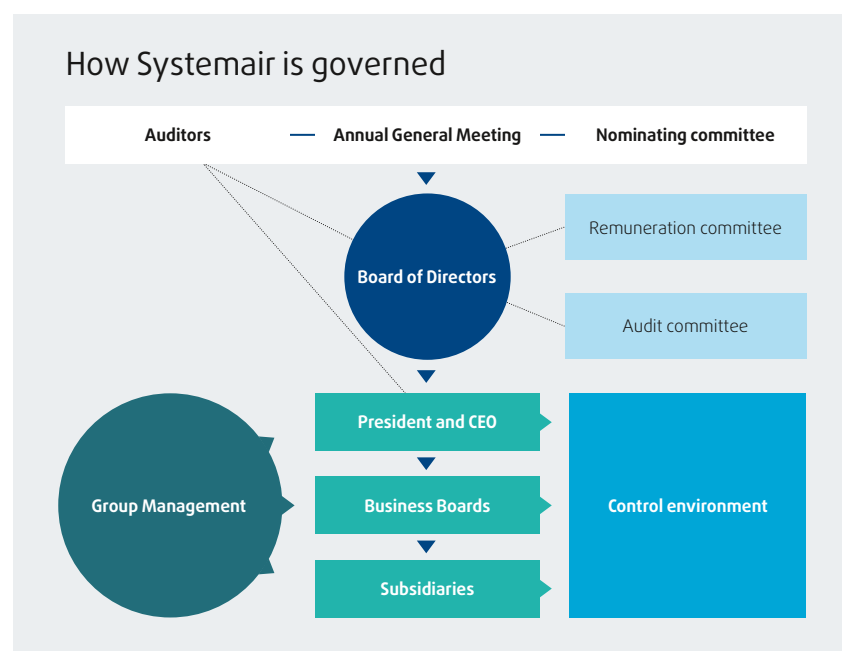 How Systemair is governed
Auditors
Annual General Meeting
Nominating committee
Board of Directors
Remuneration committee
Audit committee
President and CEO
Group Management
Business Boards
Control environment
Subsidiaries